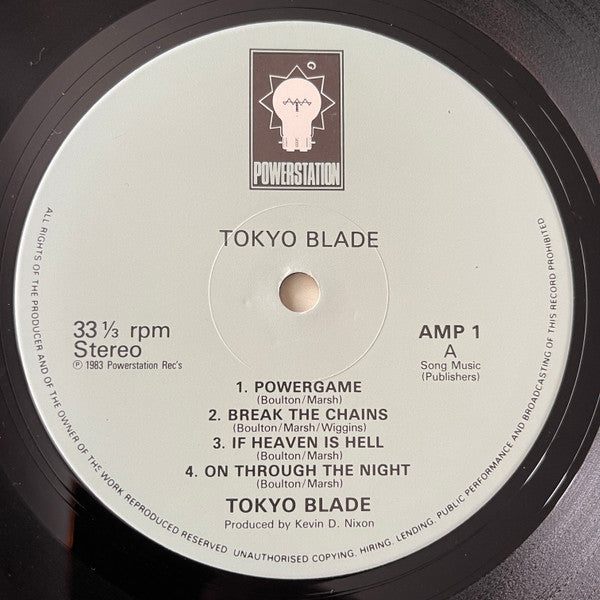 POWERSTATION
TOKYO BLADE
33 ⅓ rpm
Stereo
℗ 1983 Powerstation Rec's
AMP 1
A
Song Music
(Publishers)
1. POWERGAME
(Boulton/Marsh)
2. BREAK THE CHAINS
(Boulton/Marsh/Wiggins)
3. IF HEAVEN IS HELL
(Boulton/Marsh)
4. ON THROUGH THE NIGHT
(Boulton/Marsh)
TOKYO BLADE
Produced by Kevin D. Nixon
ALL RIGHTS OF THE PRODUCER AND OF THE OWNER OF THE WORK REPRODUCED RESERVED. UNAUTHORISED COPYING, HIRING, LENDING, PUBLIC PERFORMANCE AND BROADCASTING OF THIS RECORD PROHIBITED